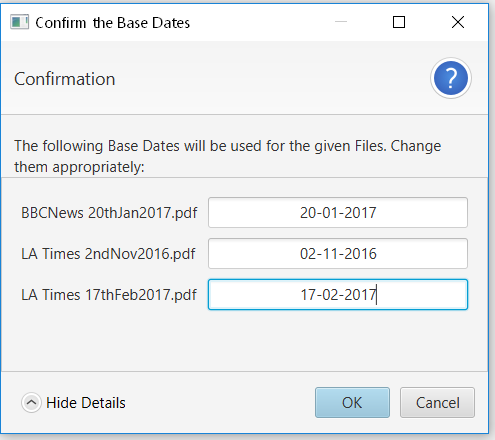 Confirm the Base Dates
Confirmation
?
The following Base Dates will be used for the given Files. Change
them appropriately:
BBCNews 20thJan2017.pdf 20-01-2017
LA Times 2ndNov2016.pdf 02-11-2016
LA Times 17thFeb2017.pdf 17-02-2017
Hide Details OK Cancel